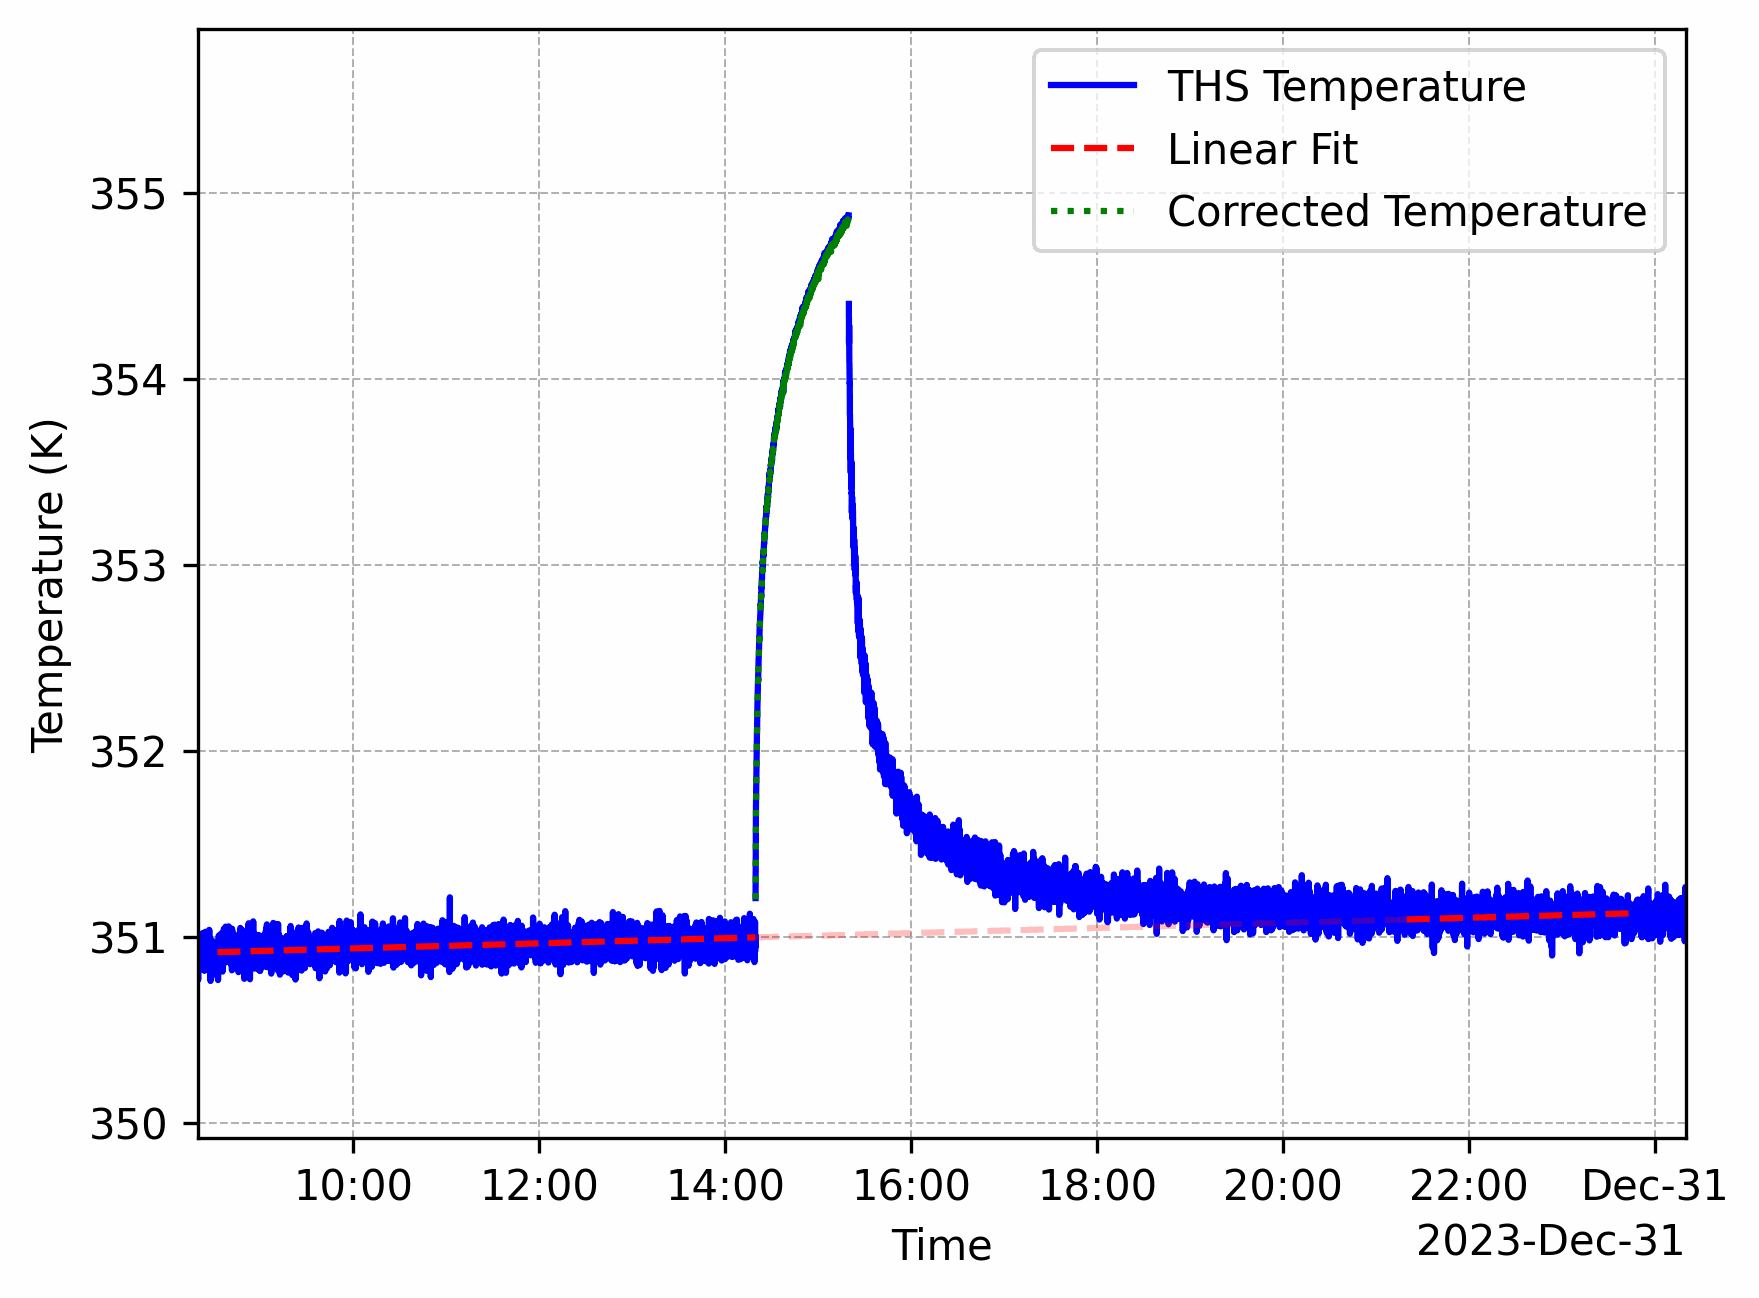 THS Temperature
Linear Fit
Corrected Temperature
Temperature (K)
355
354
353
352
351
350
10:00 12:00 14:00 16:00 18:00 20:00 22:00 Dec-31
Time
2023-Dec-31